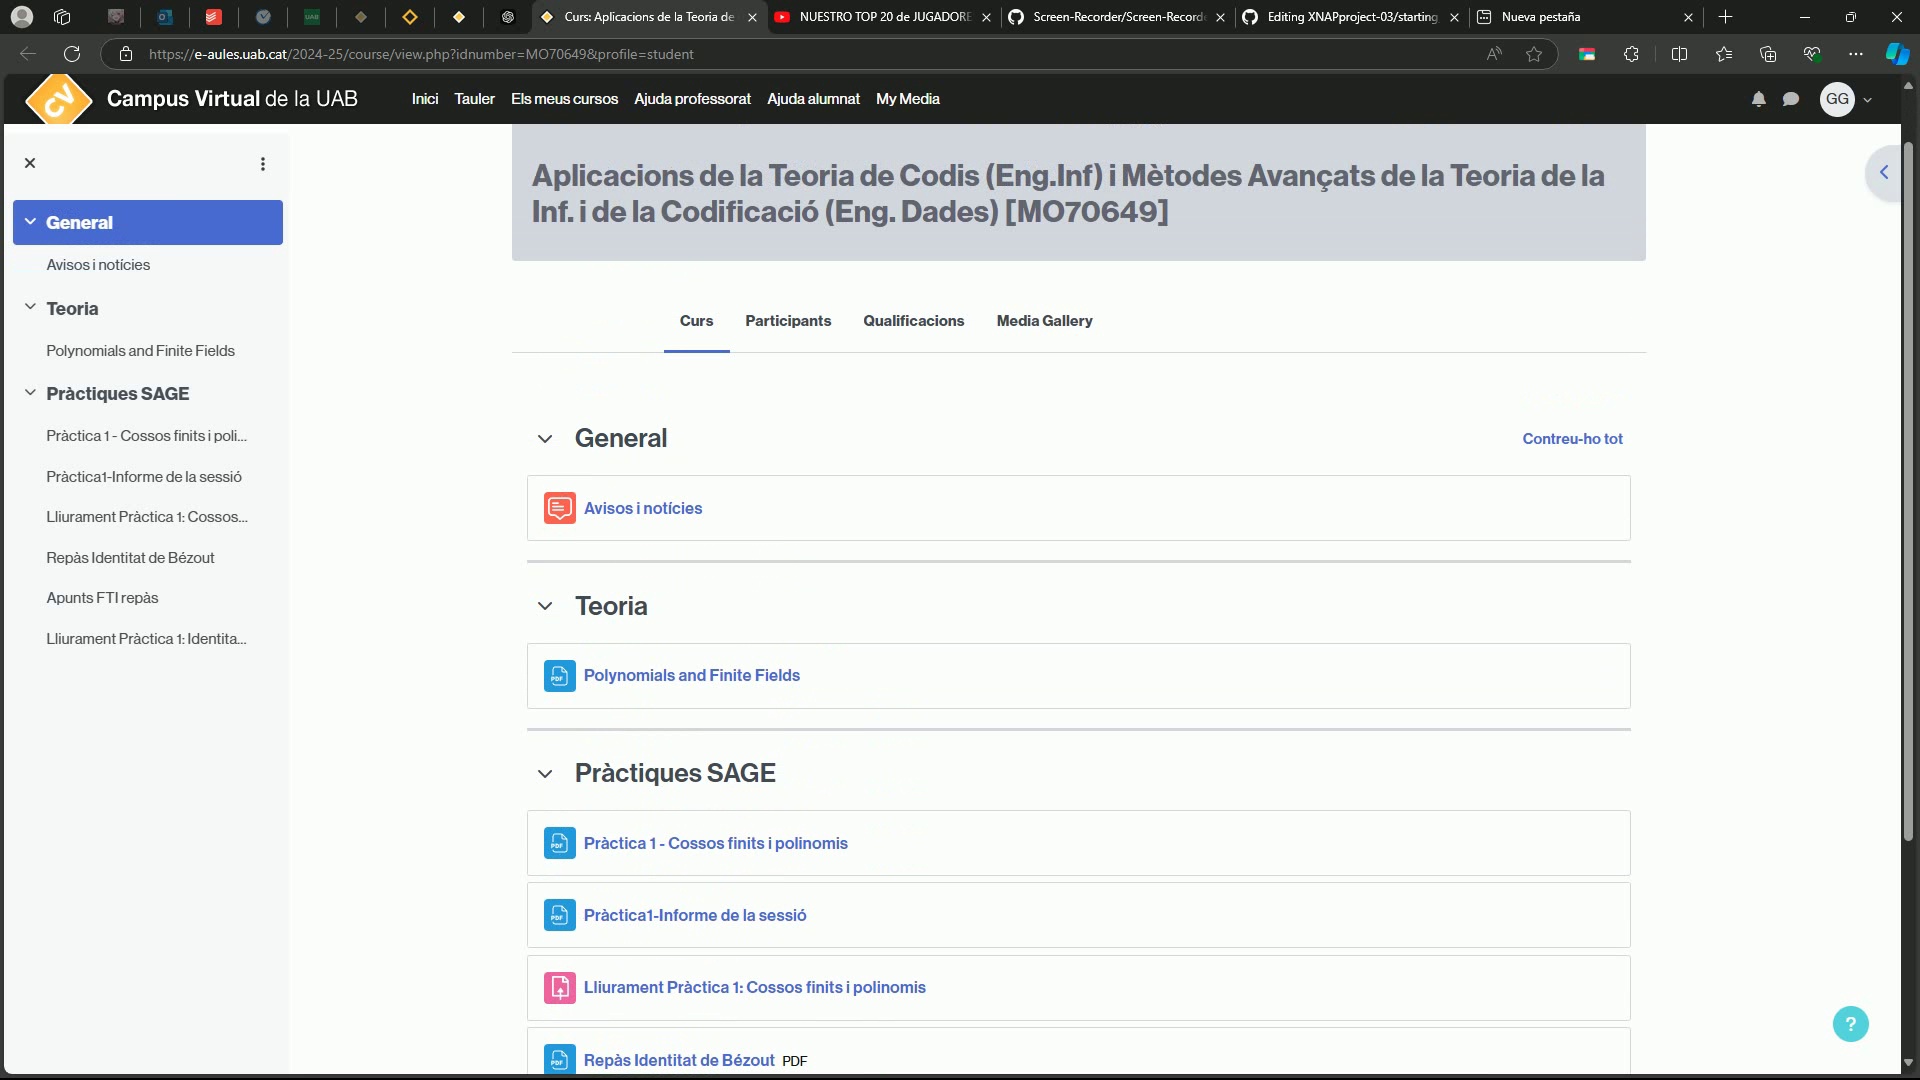 Curs: Aplicacions de la Teoria de
NUESTRO TOP 20 de JUGADORE
Screen-Recorder/Screen-Record
Editing XNAPproject-03/starting
Nueva pestaña
https://e-aules.uab.cat/2024-25/course/view.php?idnumber=MO70649&profile=student
Campus Virtual de la UAB
Inici
Tauler
Els meus cursos
Ajuda professorat
Ajuda alumnat
My Media
GG
General
Avisos i notícies
Teoria
Polynomials and Finite Fields
Pràctiques SAGE
Pràctica 1 - Cossos finits i poli...
Pràctica1-Informe de la sessió
Lliurament Pràctica 1: Cossos...
Repàs Identitat de Bézout
Apunts FTI repàs
Lliurament Pràctica 1: Identita...
Aplicacions de la Teoria de Codis (Eng.Inf) i Mètodes Avançats de la Teoria de la
Inf. i de la Codificació (Eng. Dades) [MO70649]
Curs
Participants
Qualificacions
Media Gallery
General
Contreu-ho tot
Avisos i notícies
Teoria
PDF
Polynomials and Finite Fields
Pràctiques SAGE
PDF
Pràctica 1 - Cossos finits i polinomis
PDF
Pràctica1-Informe de la sessió
Lliurament Pràctica 1: Cossos finits i polinomis
PDF
Repàs Identitat de Bézout PDF
?